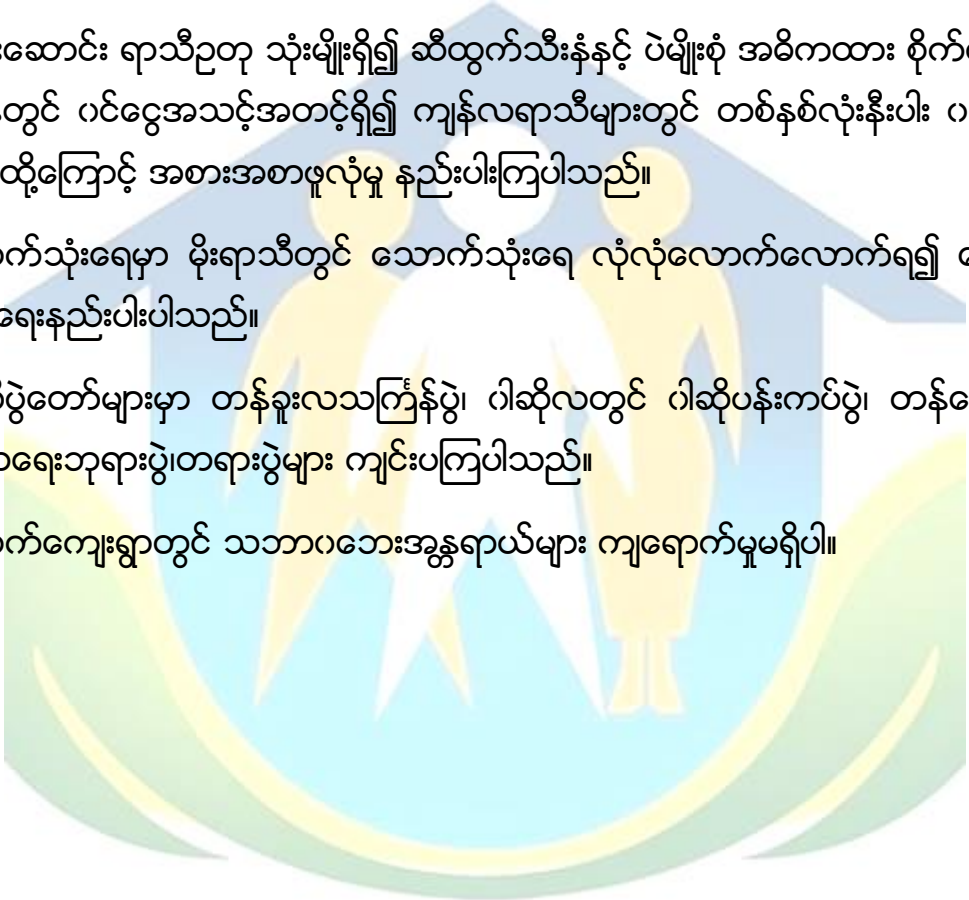 းဆောင်း ရာသီဥတု သုံးမျိုးရှိ၍ ဆီထွက်သီးနှံနှင့် ပဲမျိုးစုံ အဓိကထား
တွင် ဝင်ငွေအသင့်အတင့်ရှိ၍ ကျန်လရာသီများတွင် တစ်နှစ်လုံးနီးပါး
ထို့ကြောင့် အစားအစာဖူလုံမှု နည်းပါးကြပါသည်။
က်သုံးရေမှာ မိုးရာသီတွင် သောက်သုံးရေ လုံလုံလောက်လောက်ရ၍
ရေးနည်းပါးပါသည်။
ပွဲတော်များမှာ တန်ခူးလသင်္ကြန်ပွဲ၊ ဝါဆိုလတွင် ဝါဆိုပန်းကပ်ပွဲ၊
ရေးဘုရားပွဲ၊တရားပွဲများ ကျင်းပကြပါသည်။
က်ကျေးရွာတွင် သဘာဝဘေးအန္တရာယ်များ ကျရောက်မှုမရှိပါ။